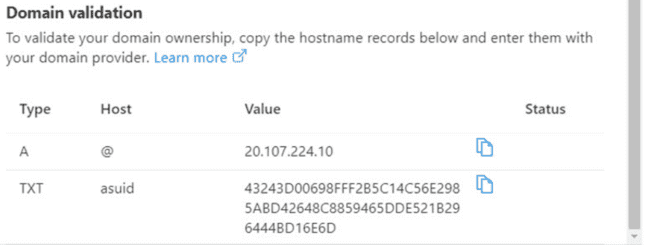 Domain validation
To validate your domain ownership, copy the hostname records below and enter them with
your domain provider. Learn more
Type Host Value Status
A @ 20.107.224.10
TXT asuid 43243D00698FFF2B5C14C56E298
5ABD42648C8859465DDE521B29
6444BD16E6D